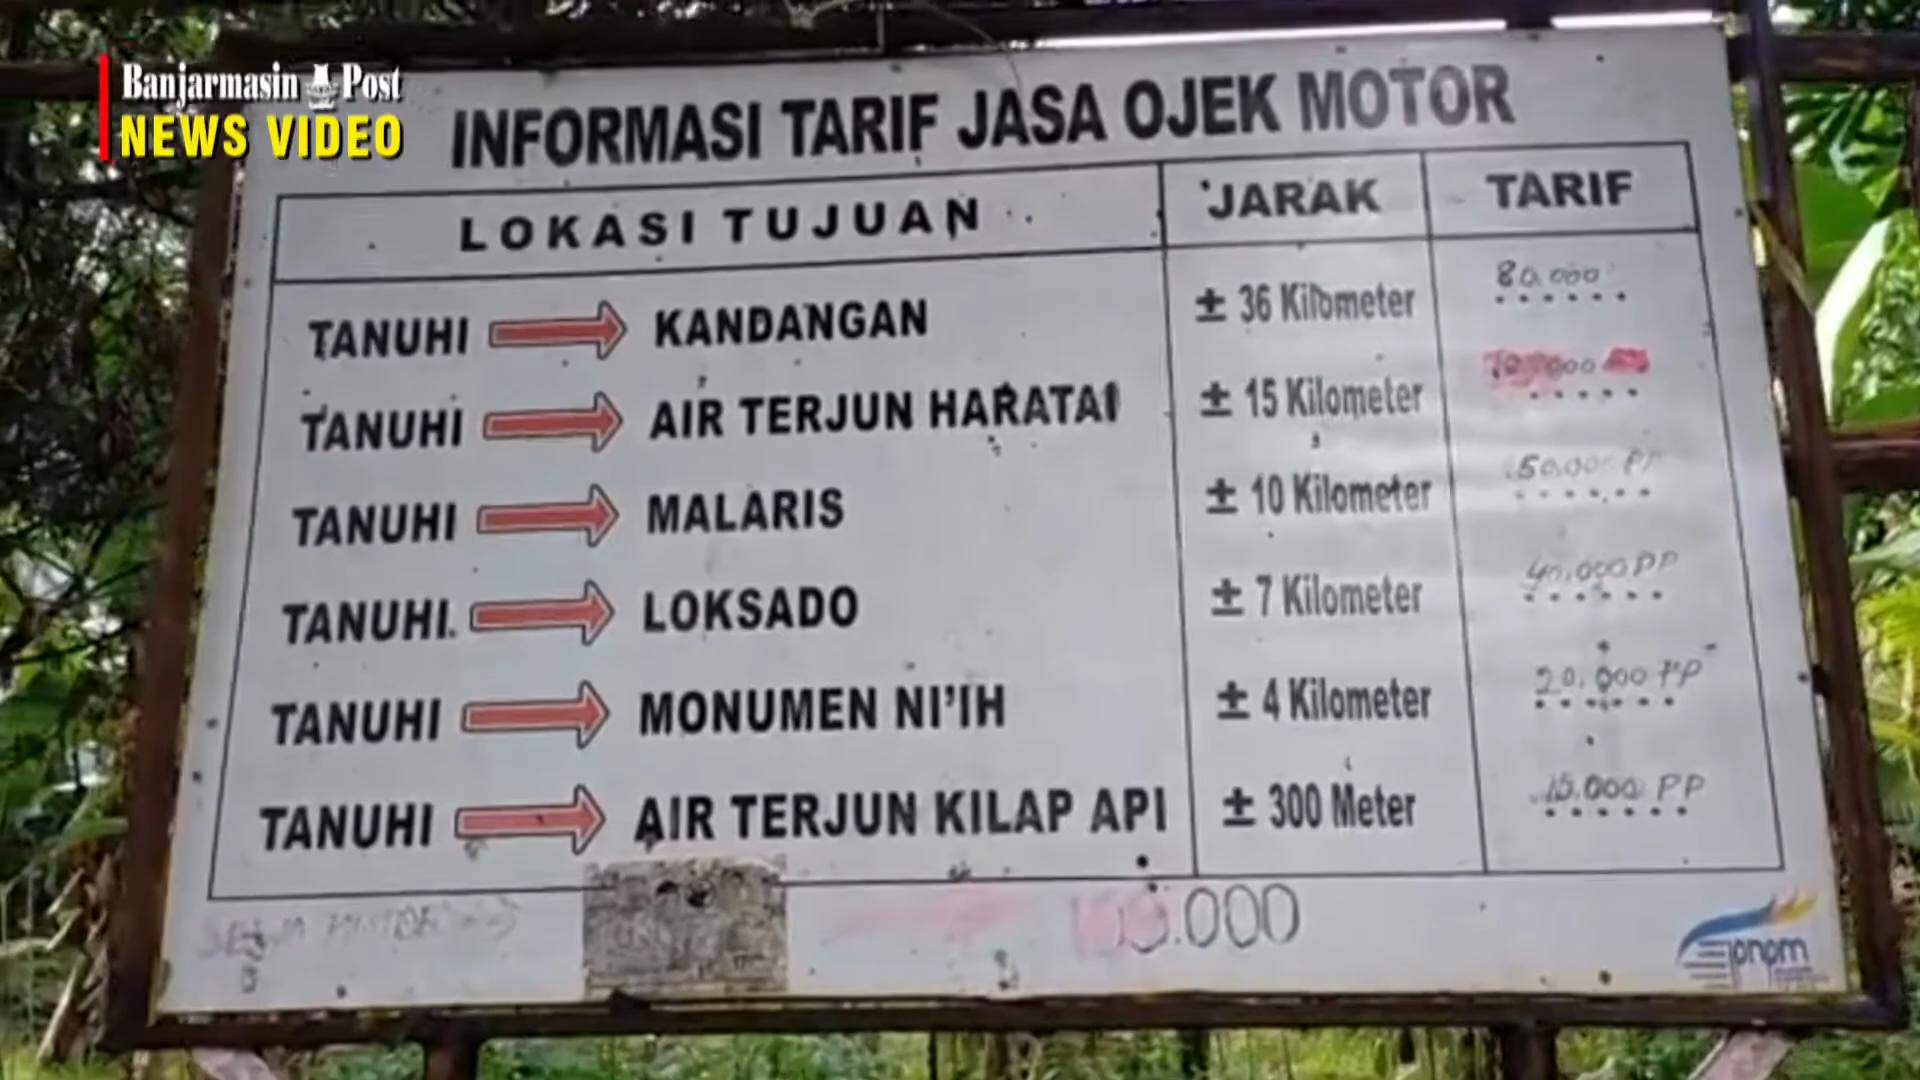 Banjarmasin Post
NEWS VIDEO
INFORMASI TARIF JASA OJEK MOTOR
LOKASI TUJUAN JARAK TARIF
TANUHI KANDANGAN ± 36 Kilometer 80.000
TANUHI AIR TERJUN HARATAI ± 15 Kilometer
TANUHI MALARIS ± 10 Kilometer 50.000 PP
TANUHI LOKSADO ± 7 Kilometer 40.000 PP
TANUHI MONUMEN NI'IH ± 4 Kilometer 20.000 PP
TANUHI AIR TERJUN KILAP API ± 300 Meter 10.000 PP
pnpm